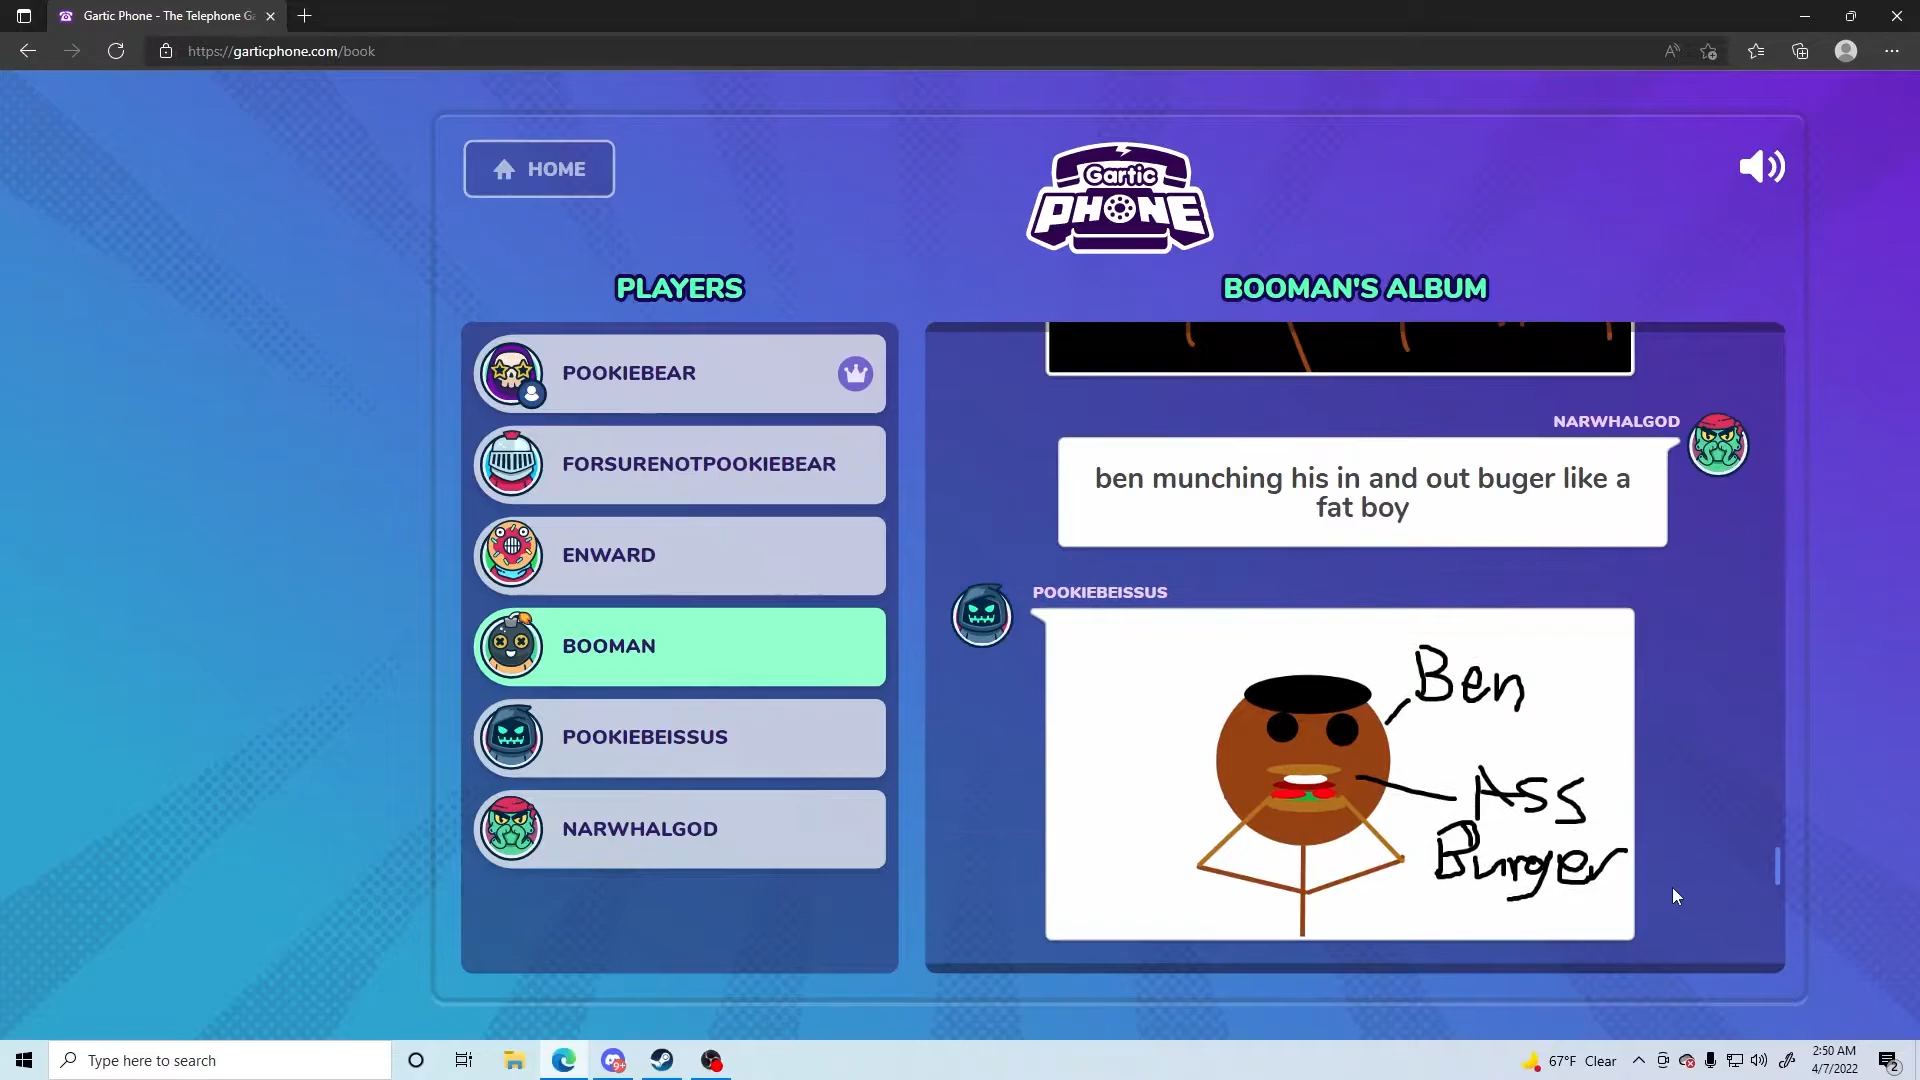 Gartic Phone - The Telephone Ga
https://garticphone.com/book
HOME
Gartic
PHONE
PLAYERS
BOOMAN'S ALBUM
POOKIEBEAR
FORSURENOTPOOKIEBEAR
ENWARD
BOOMAN
POOKIEBEISSUS
NARWHALGOD
NARWHALGOD
ben munching his in and out buger like a
fat boy
POOKIEBEISSUS
Ben
Ass
Burger
Type here to search
9+
67°F Clear
2:50 AM
4/7/2022
2